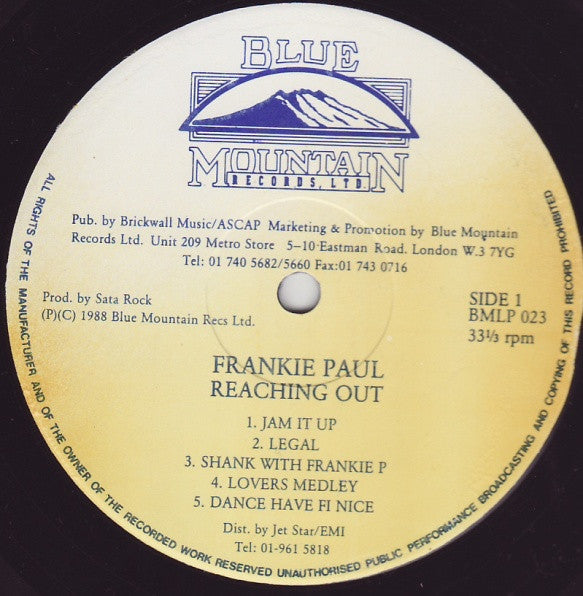 BLUE
MOUNTAIN
RECORDS, LTD.
Pub. by Brickwall Music/ASCAP Marketing & Promotion by Blue Mountain
Records Ltd. Unit 209 Metro Store 5-10 Eastman Road. London W.3 7YG
Tel: 01 740 5682/5660 Fax:01 743 0716
Prod. by Sata Rock
(P)(C) 1988 Blue Mountain Recs Ltd.
SIDE 1
BMLP 023
33⅓ rpm
FRANKIE PAUL
REACHING OUT
1. JAM IT UP
2. LEGAL
3. SHANK WITH FRANKIE P
4. LOVERS MEDLEY
5. DANCE HAVE FI NICE
Dist. by Jet Star/EMI
Tel: 01-961 5818
ALL RIGHTS OF THE MANUFACTURER AND OF THE OWNER OF THE RECORDED WORK RESERVED UNAUTHORISED PUBLIC PERFORMANCE BROADCASTING AND COPYING OF THIS RECORD PROHIBITED